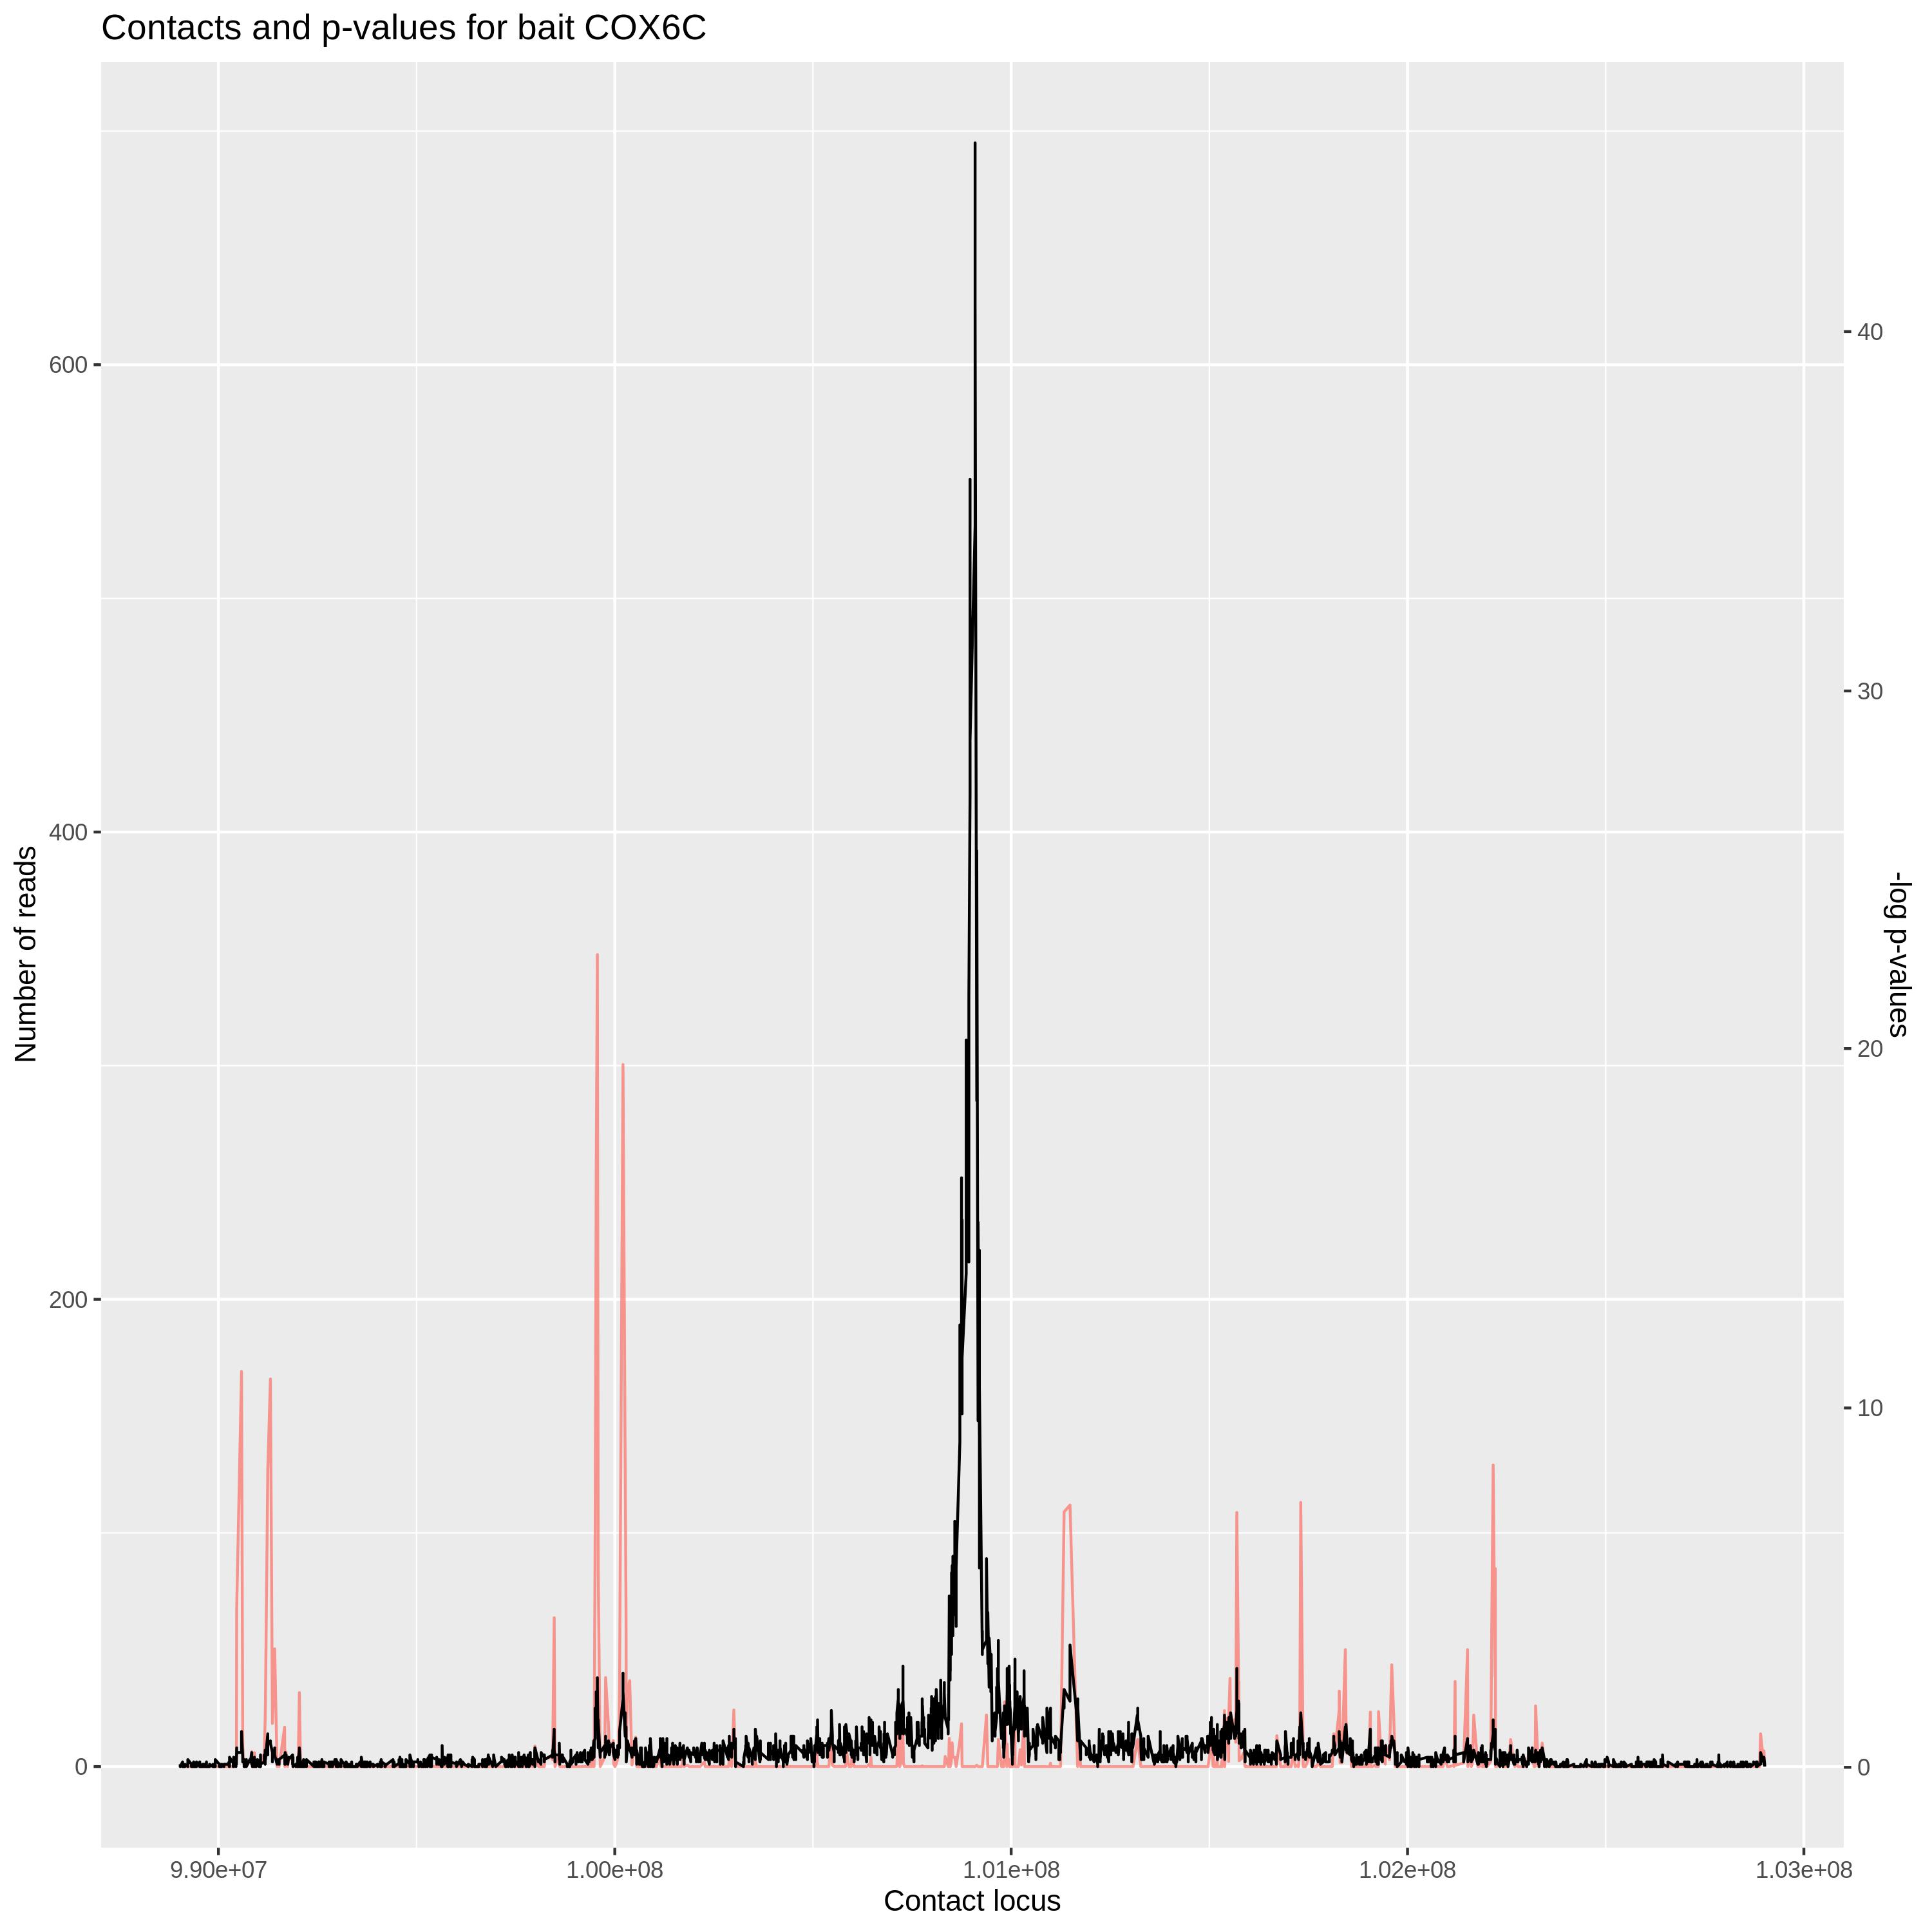 Contacts and p-values for bait COX6C
600
400
200
0
Number of reads
40
30
20
10
0
-log p-values
9.90e+07
1.00e+08
1.01e+08
1.02e+08
1.03e+08
Contact locus